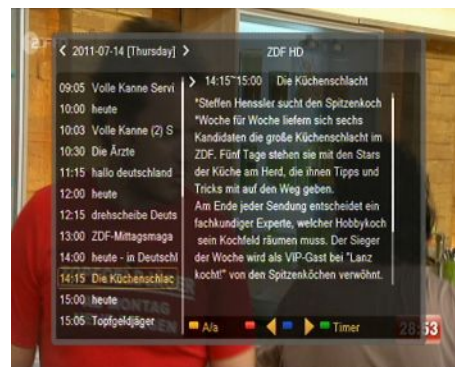 ZDF
< 2011-07-14 [Thursday] >
ZDF HD
09:05 Volle Kanne Servi
10:00 heute
10:03 Volle Kanne (2) S
10:30 Die Ärzte
11:15 hallo deutschland
12:00 heute
12:15 drehscheibe Deuts
13:00 ZDF-Mittagsmaga
14:00 heute - in Deutschl
14:15 Die Küchenschlac
15:00 heute
15:05 Topfgeldjäger
> 14:15~15:00 Die Küchenschlacht
*Steffen Henssler sucht den Spitzenkoch
*Woche für Woche liefern sich sechs
Kandidaten die große Küchenschlacht im
ZDF. Fünf Tage stehen sie mit den Stars
der Küche am Herd, die ihnen Tipps und
Tricks mit auf den Weg geben.
Am Ende jeder Sendung entscheidet ein
fachkundiger Experte, welcher Hobbykoch
sein Kochfeld räumen muss. Der Sieger
der Woche wird als VIP-Gast bei "Lanz
kocht!" von den Spitzenköchen verwöhnt.
MONTAG
A/a
Timer
28:53